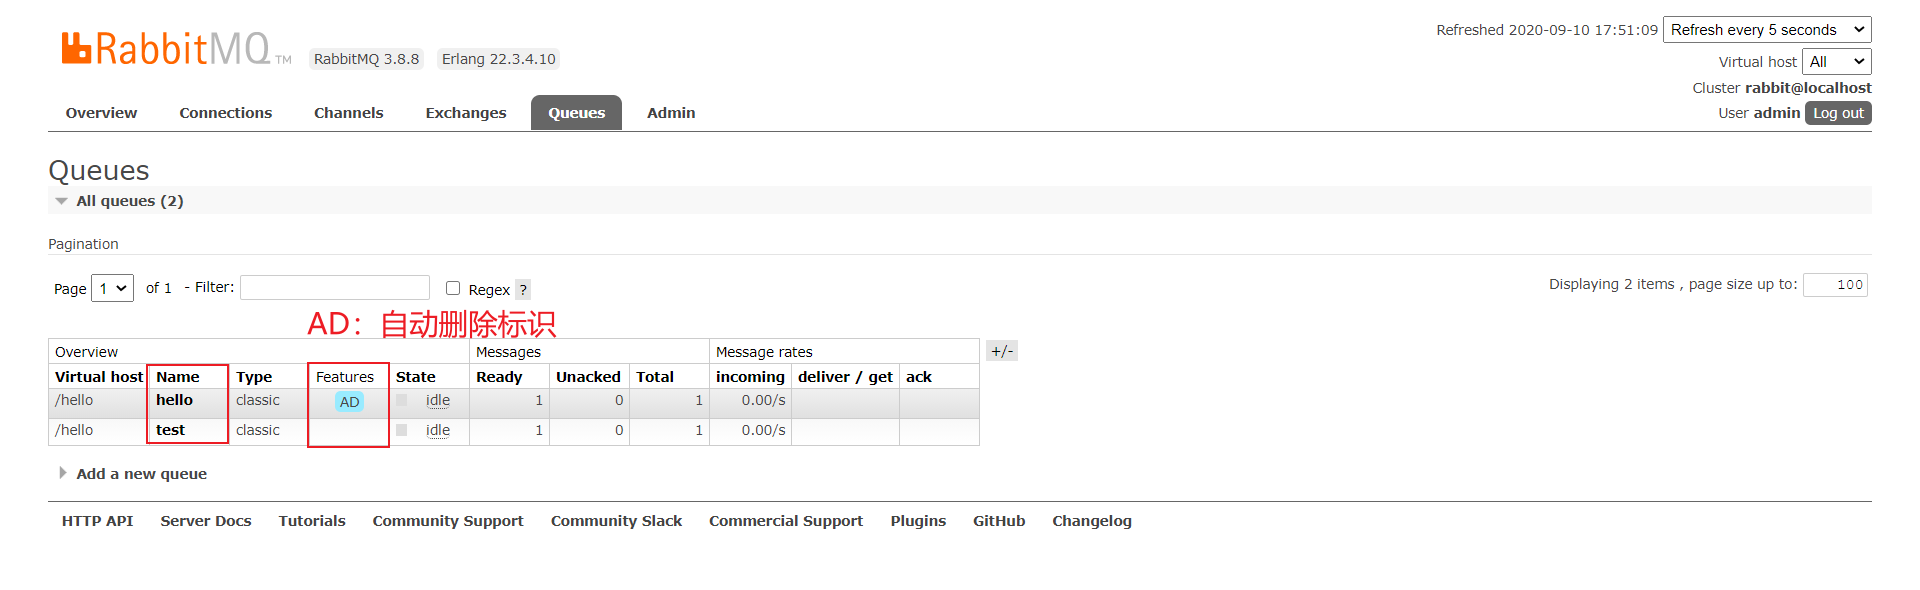 Refreshed 2020-09-10 17:51:09 Refresh every 5 seconds
RabbitMQ TM RabbitMQ 3.8.8 Erlang 22.3.4.10
Virtual host All
Cluster rabbit@localhost
User admin Log out
Overview Connections Channels Exchanges Queues Admin
Queues
All queues (2)
Pagination
Page 1 of 1 - Filter: Regex ? Displaying 2 items , page size up to: 100
AD：自动删除标识
Overview Messages Message rates +/-
Virtual host Name Type Features State Ready Unacked Total incoming deliver / get ack
/hello hello classic AD idle 1 0 1 0.00/s
/hello test classic idle 1 0 1 0.00/s
Add a new queue
HTTP API Server Docs Tutorials Community Support Community Slack Commercial Support Plugins GitHub Changelog